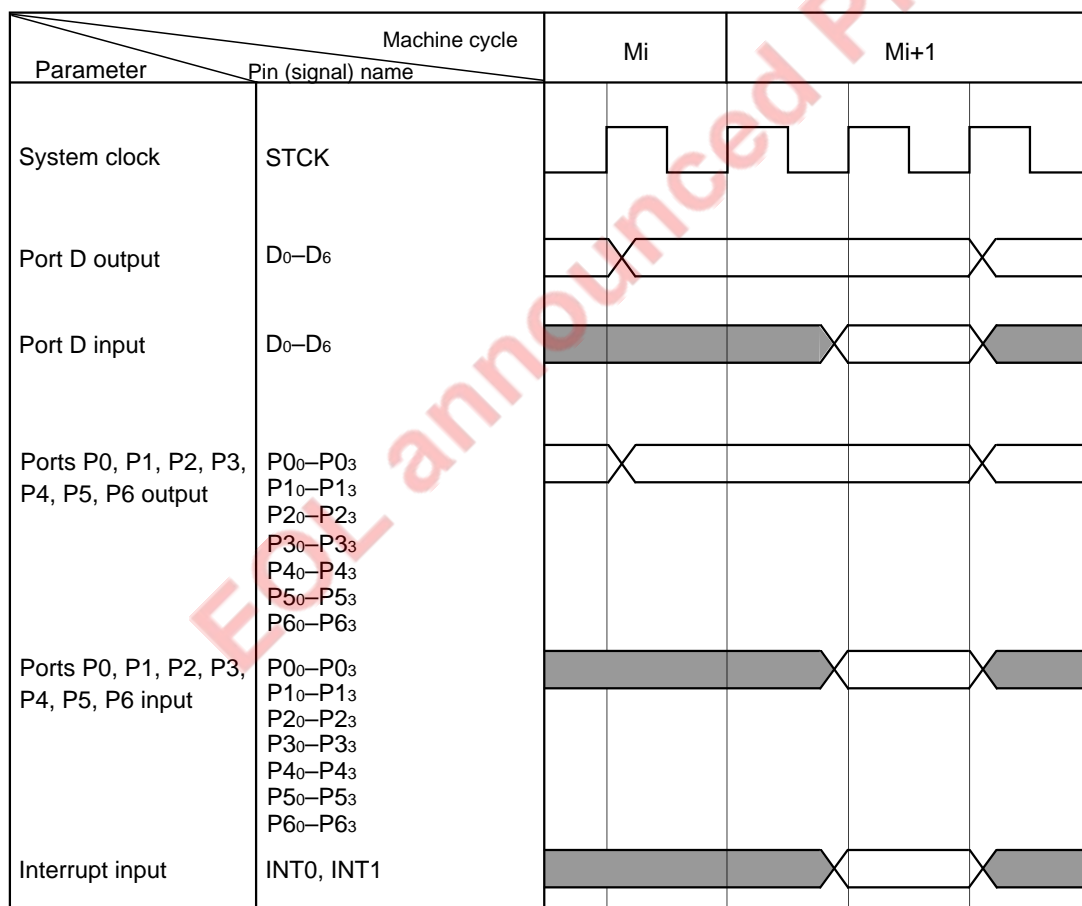 Machine cycle
Parameter
Pin (signal) name
Mi
Mi+1
System clock
STCK
Port D output
D0–D6
Port D input
D0–D6
Ports P0, P1, P2, P3,
P4, P5, P6 output
P00–P03
P10–P13
P20–P23
P30–P33
P40–P43
P50–P53
P60–P63
Ports P0, P1, P2, P3,
P4, P5, P6 input
P00–P03
P10–P13
P20–P23
P30–P33
P40–P43
P50–P53
P60–P63
Interrupt input
INT0, INT1
EOL announced